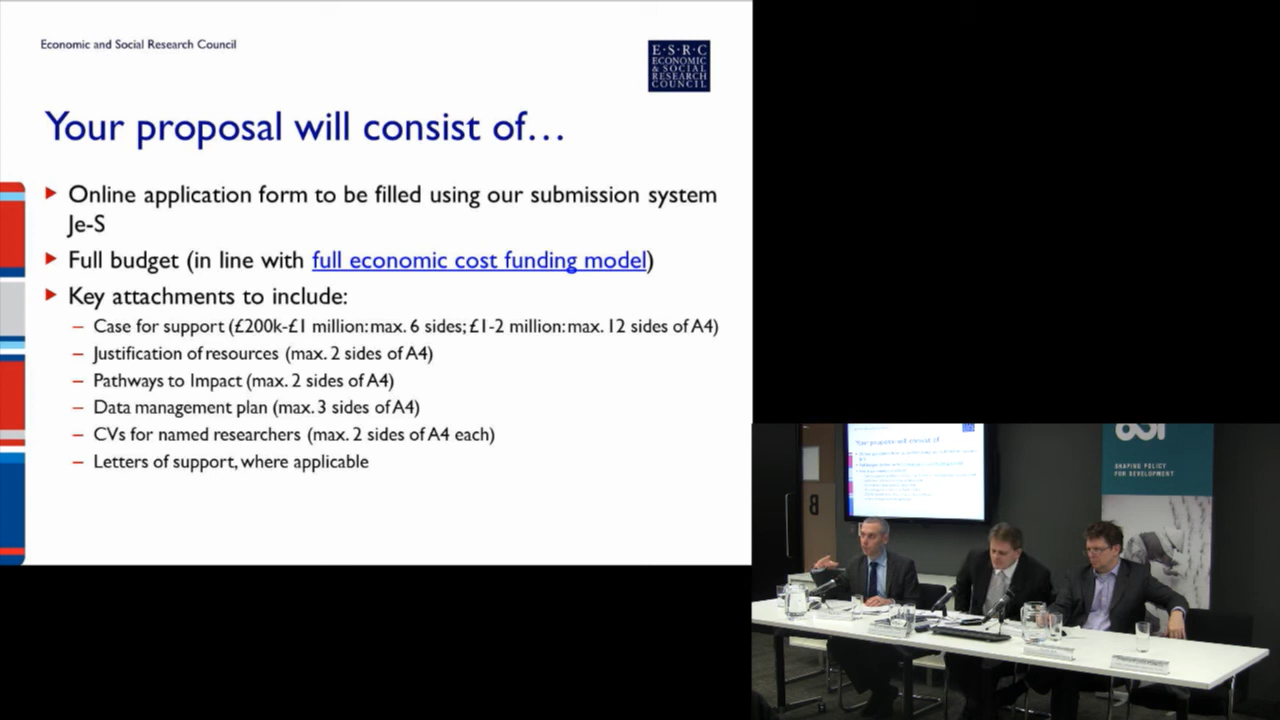 Economic and Social Research Council
E·S·R·C
ECONOMIC
& SOCIAL
RESEARCH
COUNCIL
Your proposal will consist of…
Online application form to be filled using our submission system
Je-S
Full budget (in line with full economic cost funding model)
Key attachments to include:
– Case for support (£200k-£1 million: max. 6 sides; £1-2 million: max. 12 sides of A4)
– Justification of resources (max. 2 sides of A4)
– Pathways to Impact (max. 2 sides of A4)
– Data management plan (max. 3 sides of A4)
– CVs for named researchers (max. 2 sides of A4 each)
– Letters of support, where applicable
Your proposal will consist of
SHAPING POLICY
FOR DEVELOPMENT